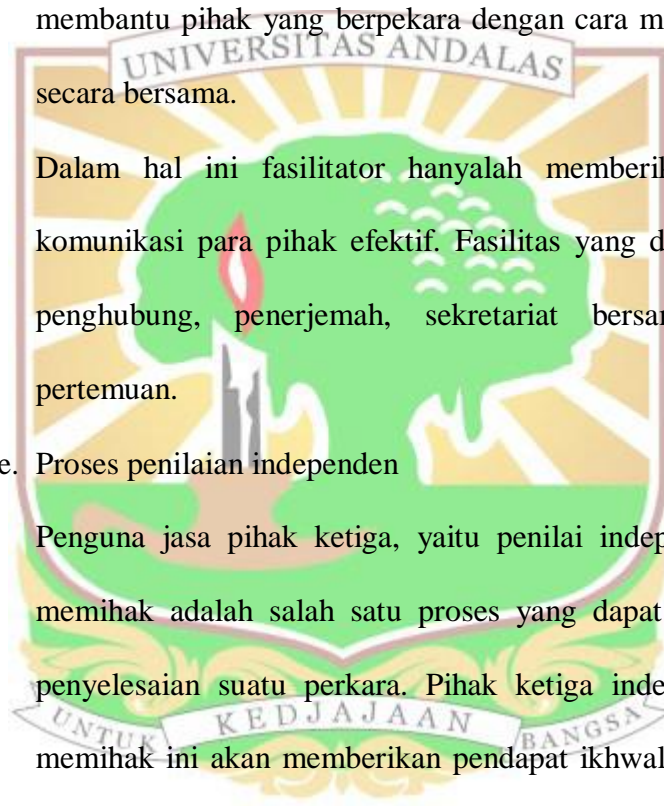 membantu pihak yang berpekara dengan cara m
UNIVERSITAS ANDALAS
secara bersama.
Dalam hal ini fasilitator hanyalah memberik
komunikasi para pihak efektif. Fasilitas yang d
penghubung, penerjemah, sekretariat bersar
pertemuan.
e. Proses penilaian independen
Penguna jasa pihak ketiga, yaitu penilai indep
memihak adalah salah satu proses yang dapat
penyelesaian suatu perkara. Pihak ketiga inde
UNTUK KEDJAJAAN BANGSA
memihak ini akan memberikan pendapat ikhwal